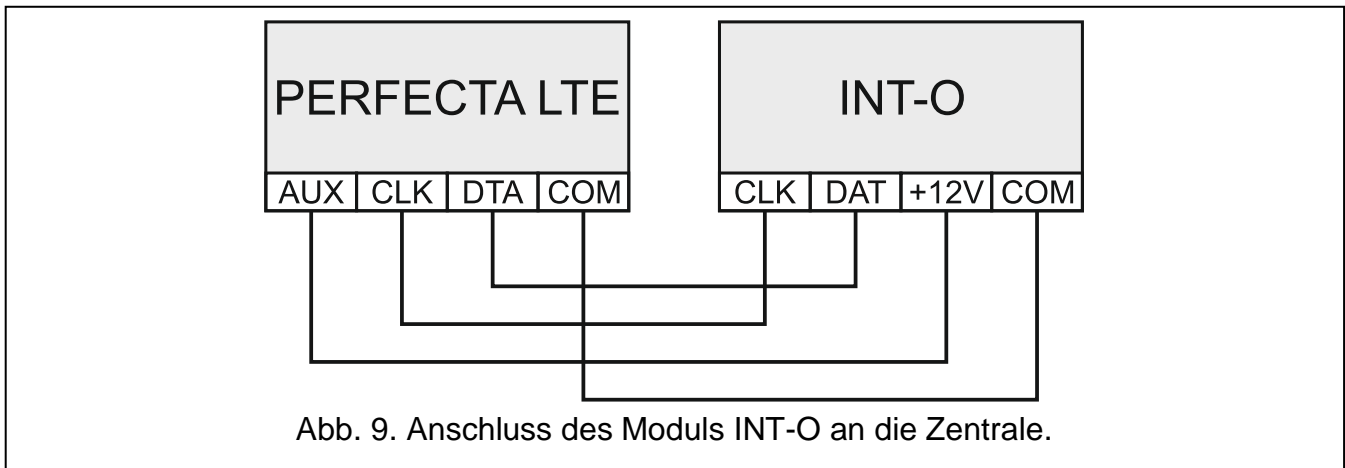 PERFECTA LTE
AUX CLK DTA COM
INT-O
CLK DAT +12V COM
Abb. 9. Anschluss des Moduls INT-O an die Zentrale.